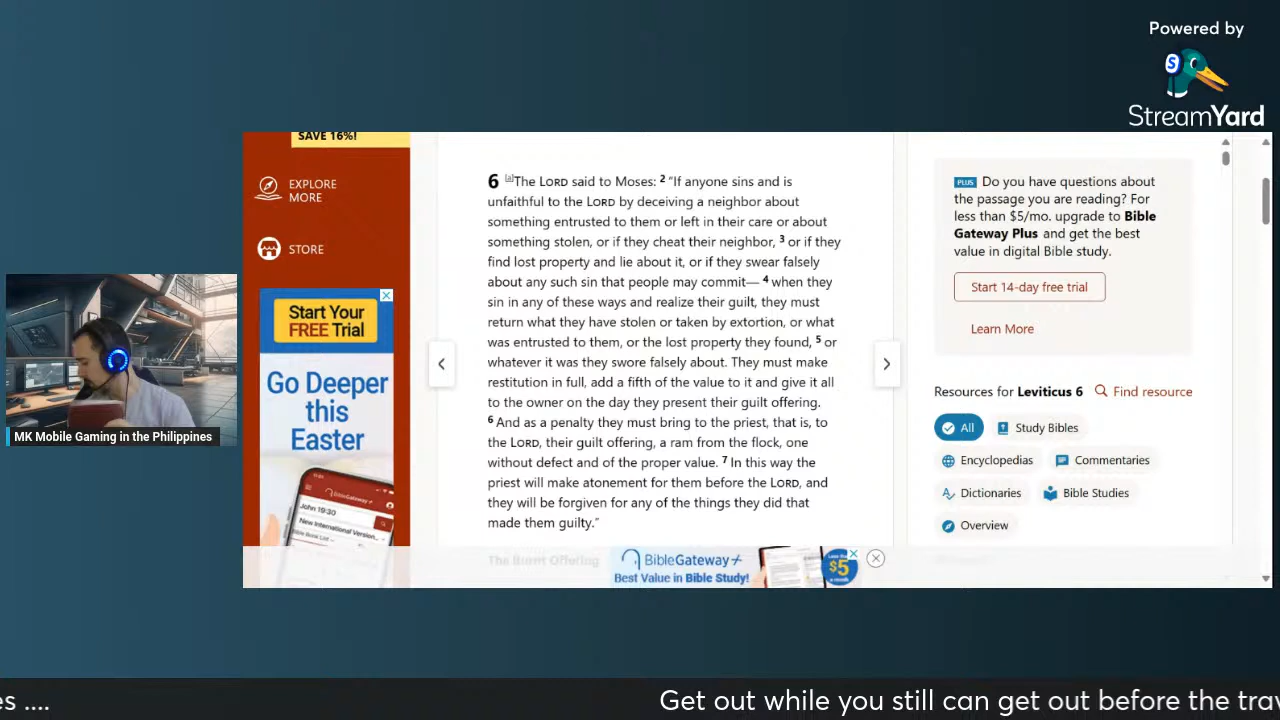 Powered by
StreamYard
SAVE 16%!
EXPLORE
MORE
STORE
Start Your
FREE Trial
Go Deeper
this
Easter
BibleGateway
John 19:30
New International Version
Bible Book List
MK Mobile Gaming in the Philippines
6 [a]The LORD said to Moses: 2 “If anyone sins and is
unfaithful to the LORD by deceiving a neighbor about
something entrusted to them or left in their care or about
something stolen, or if they cheat their neighbor, 3 or if they
find lost property and lie about it, or if they swear falsely
about any such sin that people may commit— 4 when they
sin in any of these ways and realize their guilt, they must
return what they have stolen or taken by extortion, or what
was entrusted to them, or the lost property they found, 5 or
whatever it was they swore falsely about. They must make
restitution in full, add a fifth of the value to it and give it all
to the owner on the day they present their guilt offering.
6 And as a penalty they must bring to the priest, that is, to
the LORD, their guilt offering, a ram from the flock, one
without defect and of the proper value. 7 In this way the
priest will make atonement for them before the LORD, and
they will be forgiven for any of the things they did that
made them guilty.”
The Burnt Offering
BibleGateway+
Best Value in Bible Study!
$5
PLUS Do you have questions about
the passage you are reading? For
less than $5/mo. upgrade to Bible
Gateway Plus and get the best
value in digital Bible study.
Start 14-day free trial
Learn More
Resources for Leviticus 6 Find resource
All Study Bibles
Encyclopedias Commentaries
Dictionaries Bible Studies
Overview
es .... Get out while you still can get out before the tra